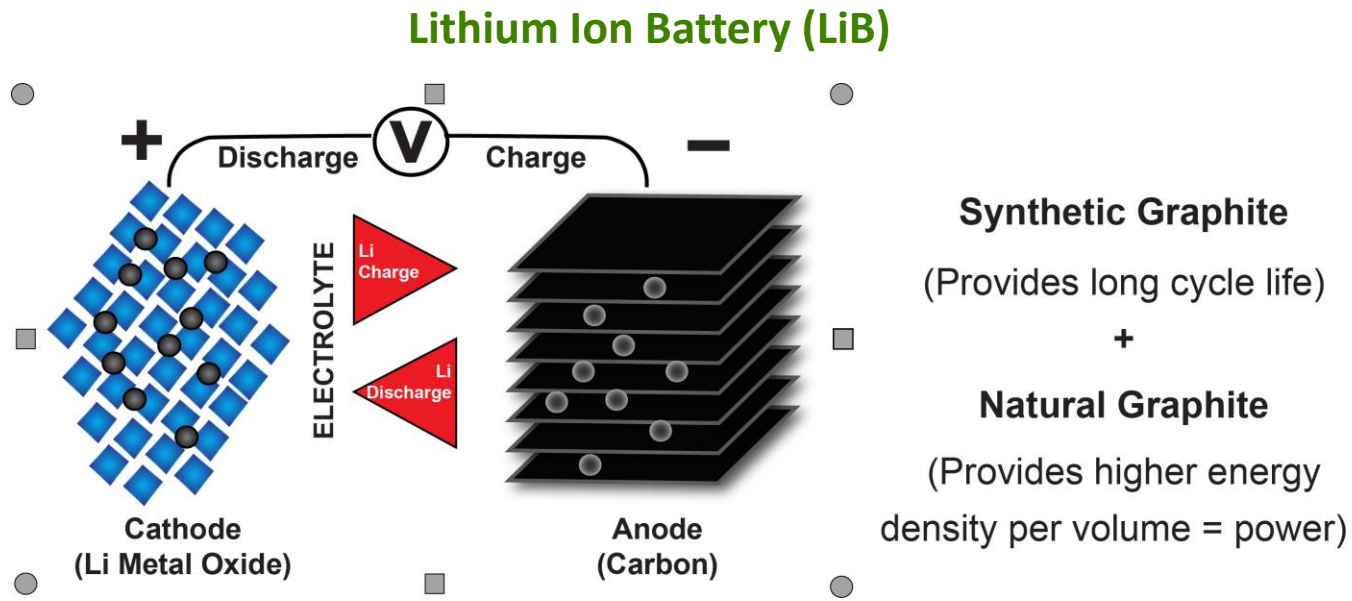 Lithium Ion Battery (LiB)
+
V
−
Discharge
Charge
ELECTROLYTE
Li
Charge
Li
Discharge
Cathode
(Li Metal Oxide)
Anode
(Carbon)
Synthetic Graphite
(Provides long cycle life)
+
Natural Graphite
(Provides higher energy
density per volume = power)